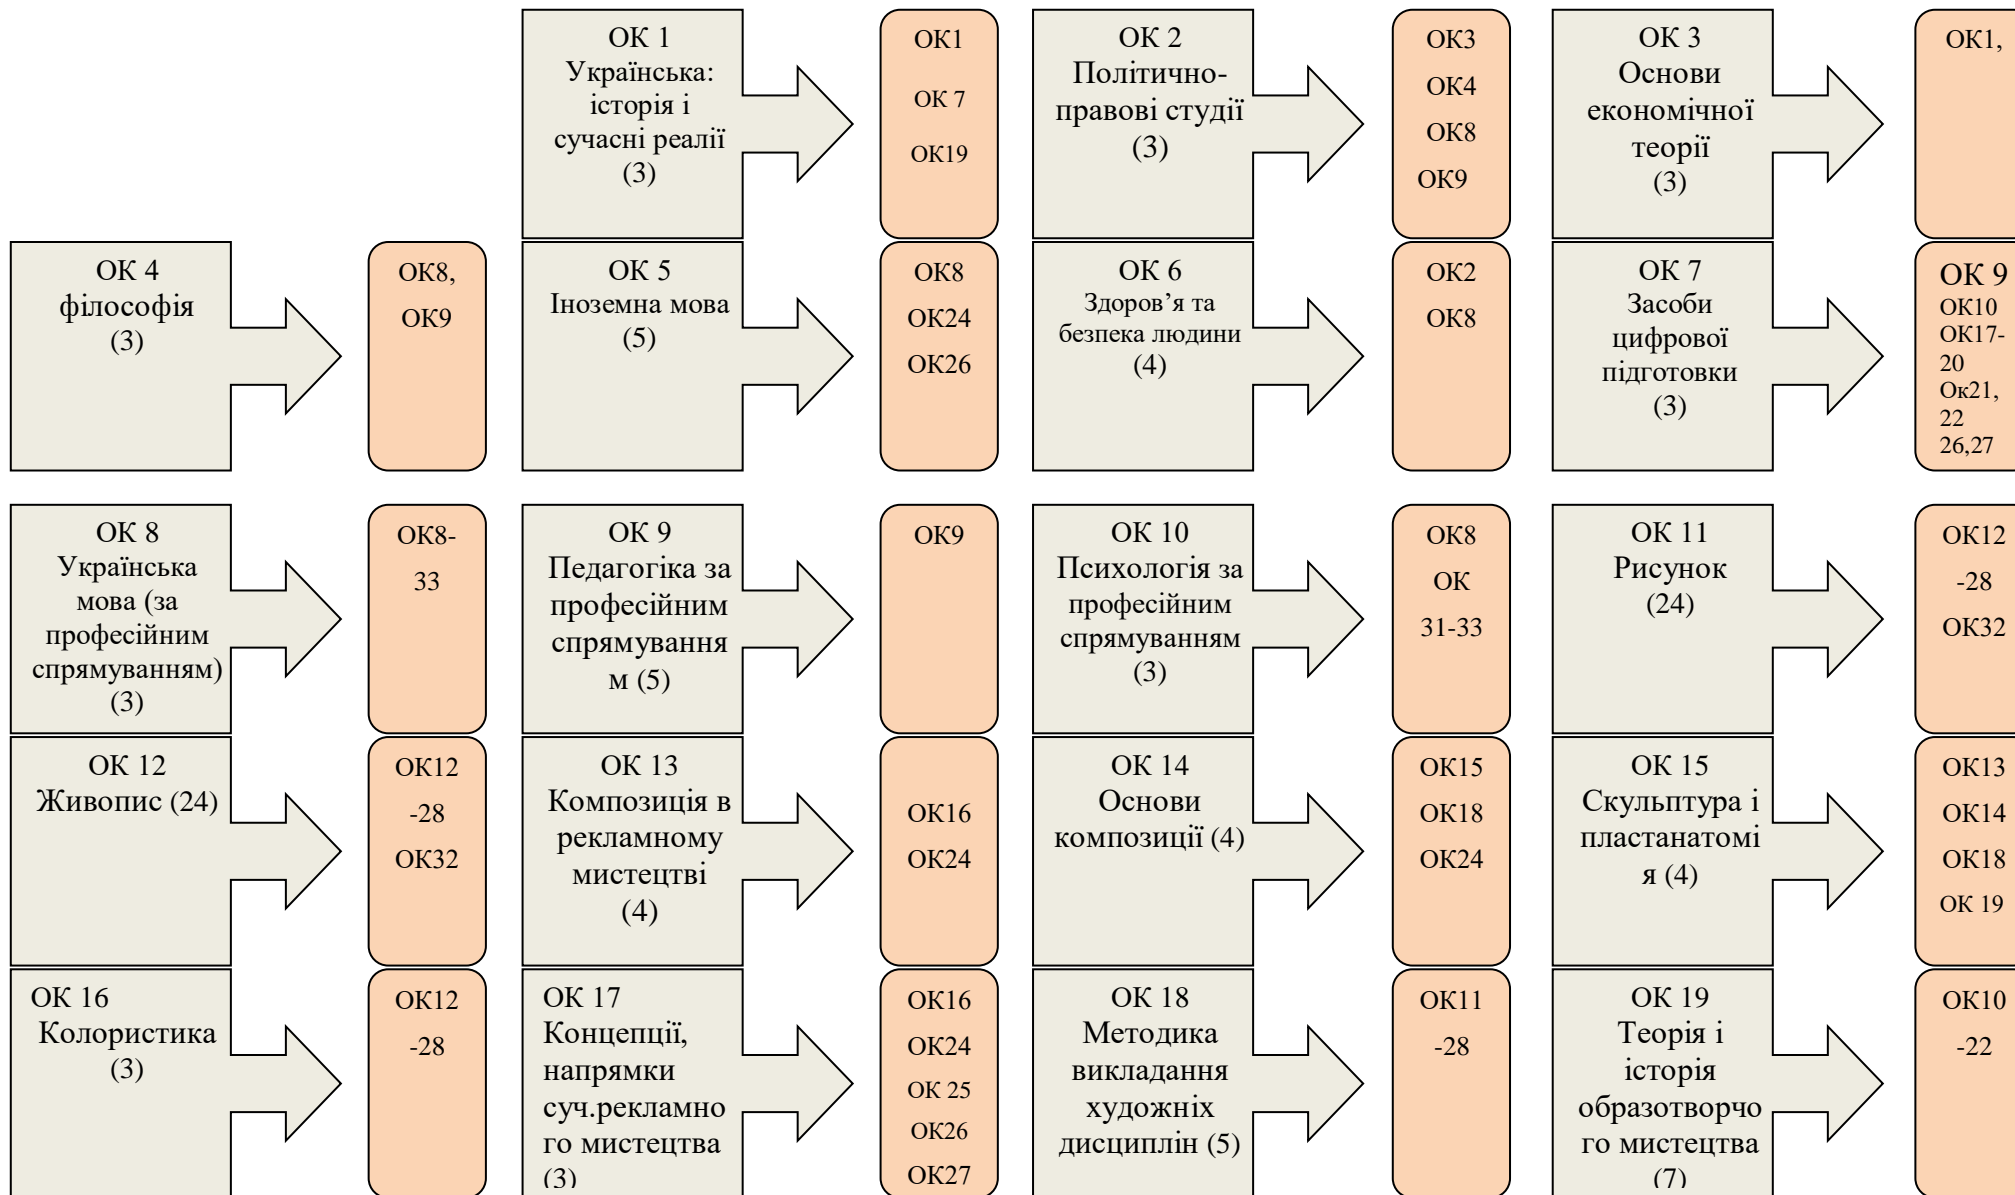 ОК 1
Українська:
історія і
сучасні реалії
(3)
ОК1
ОК 7
ОК19
ОК 2
Політично-
правові студії
(3)
ОК3
ОК4
ОК8
ОК9
ОК 3
Основи
економічної
теорії
(3)
ОК1,
ОК 4
філософія
(3)
ОК8,
ОК9
ОК 5
Іноземна мова
(5)
ОК8
ОК24
ОК26
ОК 6
Здоров’я та
безпека людини
(4)
ОК2
ОК8
ОК 7
Засоби
цифрової
підготовки
(3)
ОК 9
ОК10
ОК17-
20
Ок21,
22
26,27
ОК 8
Українська
мова (за
професійним
спрямуванням)
(3)
ОК8-
33
ОК 9
Педагогіка за
професійним
спрямування
м (5)
ОК9
ОК 10
Психологія за
професійним
спрямуванням
(3)
ОК8
ОК
31-33
ОК 11
Рисунок
(24)
ОК12
-28
ОК32
ОК 12
Живопис (24)
ОК12
-28
ОК32
ОК 13
Композиція в
рекламному
мистецтві
(4)
ОК16
ОК24
ОК 14
Основи
композиції (4)
ОК15
ОК18
ОК24
ОК 15
Скульптура і
пластанатомі
я (4)
ОК13
ОК14
ОК18
ОК 19
ОК 16
Колористика
(3)
ОК12
-28
ОК 17
Концепції,
напрямки
суч.рекламно
го мистецтва
(3)
ОК16
ОК24
ОК 25
ОК26
ОК27
ОК 18
Методика
викладання
художніх
дисциплін (5)
ОК11
-28
ОК 19
Теорія і
історія
образотворчо
го мистецтва
(7)
ОК10
-22